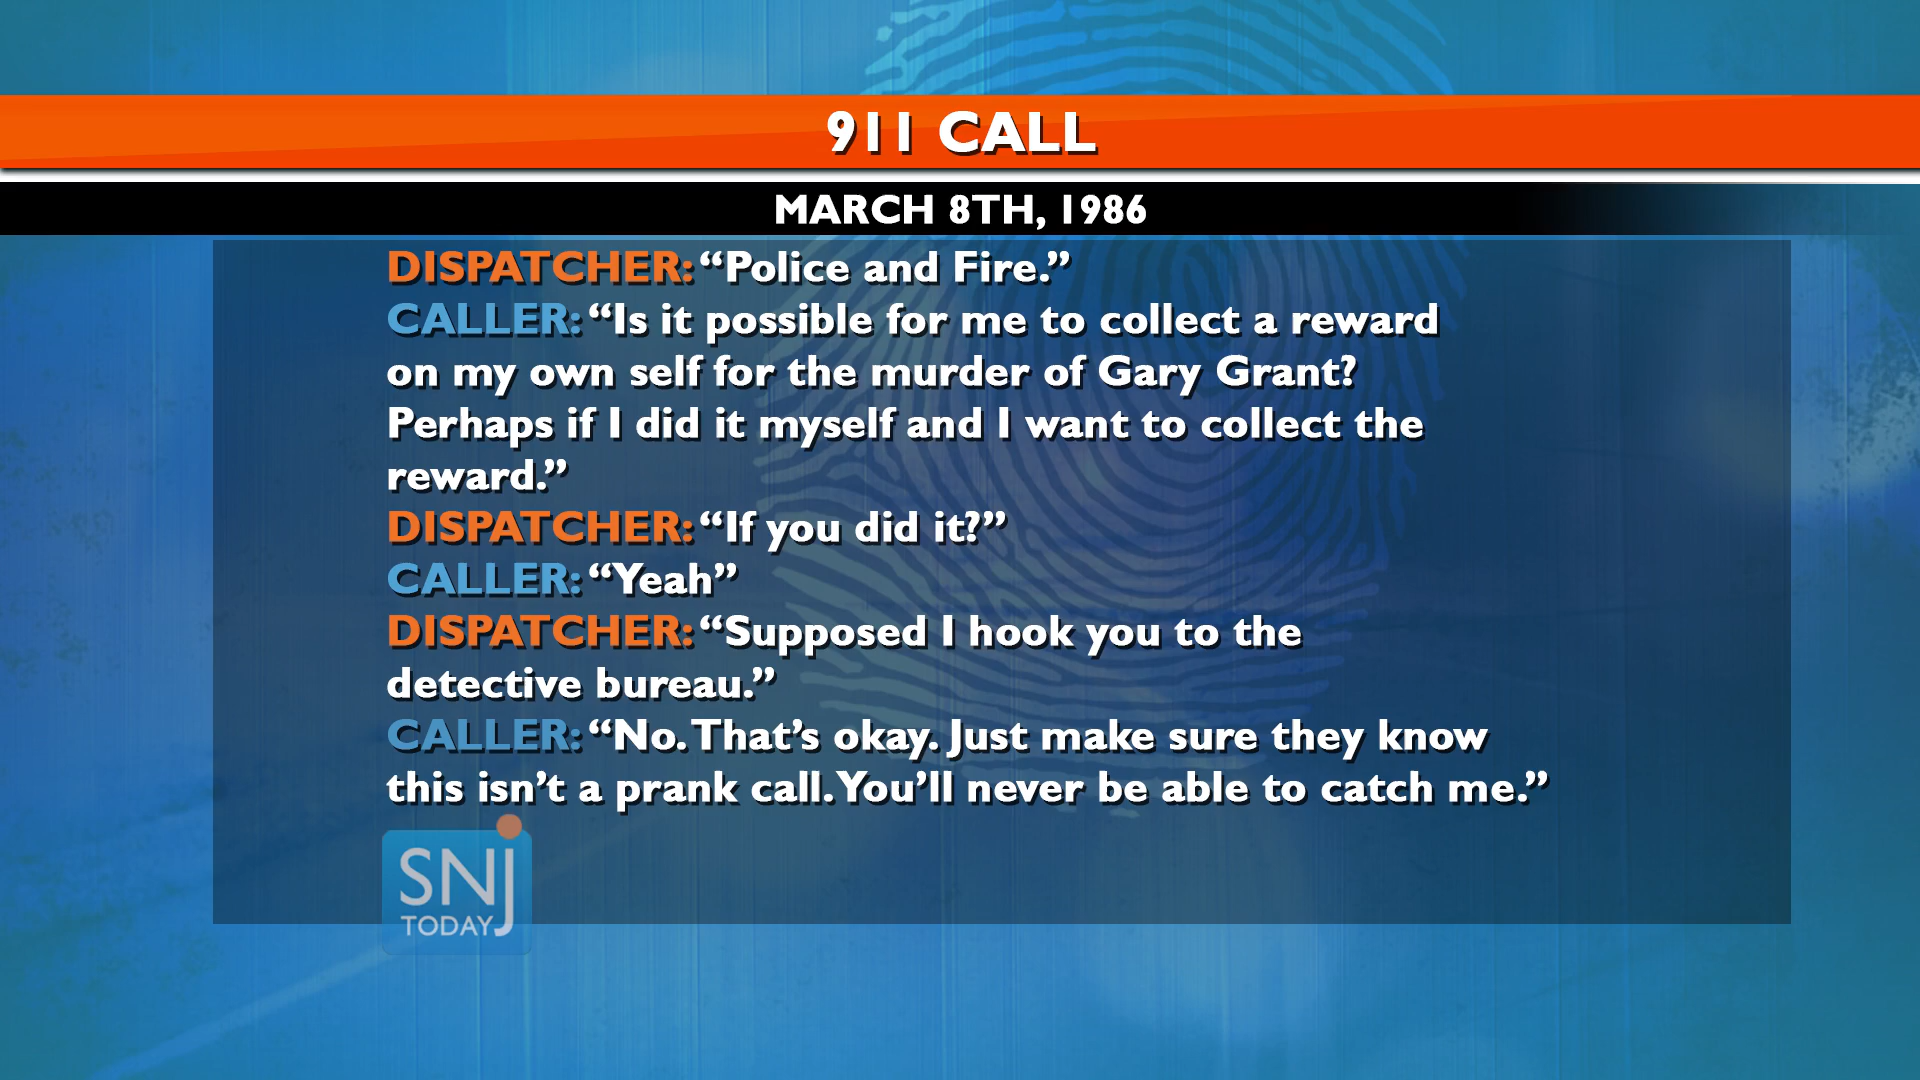 911 CALL
MARCH 8TH, 1986
DISPATCHER: “Police and Fire.”
CALLER: “Is it possible for me to collect a reward
on my own self for the murder of Gary Grant?
Perhaps if I did it myself and I want to collect the
reward.”
DISPATCHER: “If you did it?”
CALLER: “Yeah”
DISPATCHER: “Supposed I hook you to the
detective bureau.”
CALLER: “No. That’s okay. Just make sure they know
this isn’t a prank call. You’ll never be able to catch me.”
SNJ
TODAY